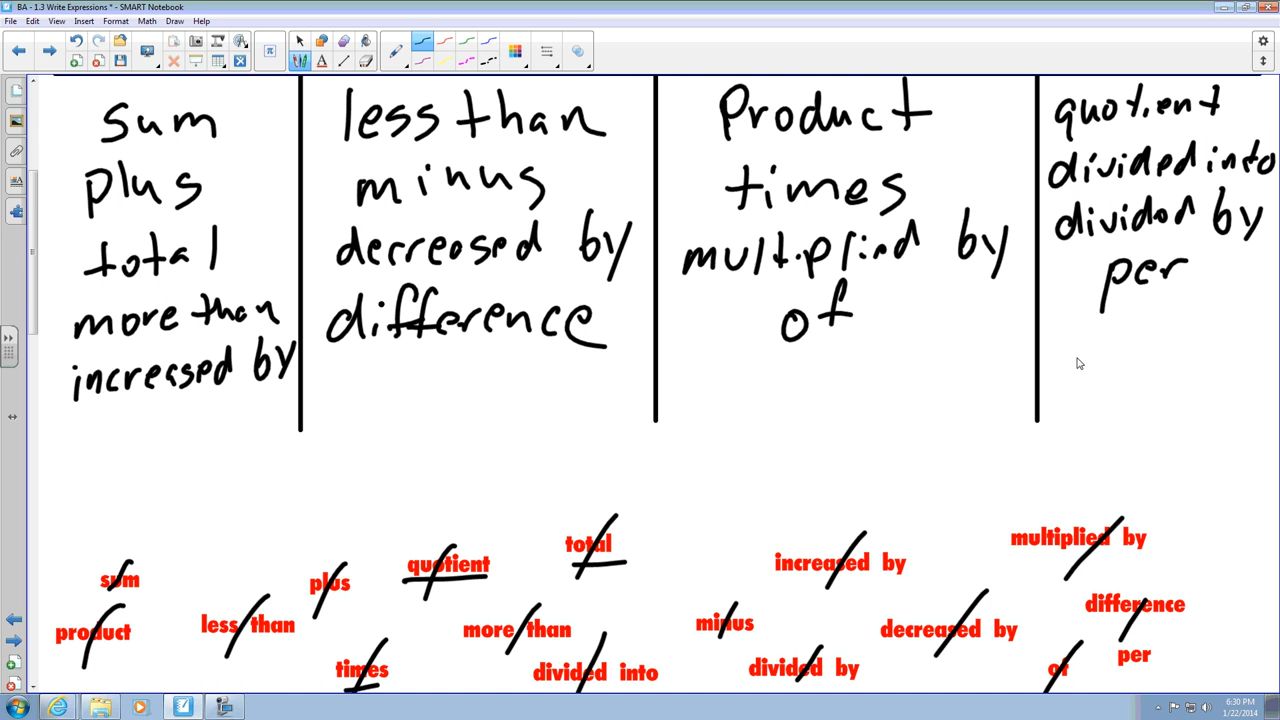 BA - 1.3 Write Expressions * - SMART Notebook
File Edit View Insert Format Math Draw Help
sum
plus
total
more than
increased by
less than
minus
decreased by
difference
Product
times
multiplied by
of
quotient
divided into
divided by
per
sum
plus
quotient
total
increased by
multiplied by
product
less than
more than
minus
decreased by
difference
times
divided into
divided by
of
per
6:30 PM
1/22/2014